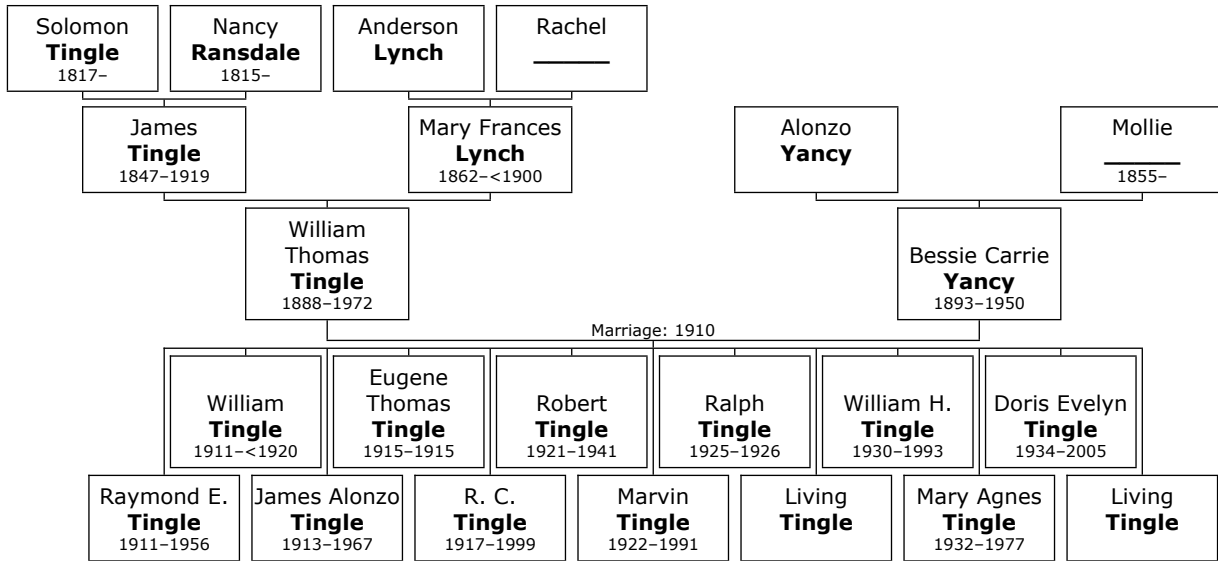 Solomon
Tingle
1817–
Nancy
Ransdale
1815–
Anderson
Lynch
Rachel
_____
James
Tingle
1847–1919
Mary Frances
Lynch
1862–<1900
Alonzo
Yancy
Mollie
_____
1855–
William
Thomas
Tingle
1888–1972
Bessie Carrie
Yancy
1893–1950
Marriage: 1910
William
Tingle
1911–<1920
Eugene
Thomas
Tingle
1915–1915
Robert
Tingle
1921–1941
Ralph
Tingle
1925–1926
William H.
Tingle
1930–1993
Doris Evelyn
Tingle
1934–2005
Raymond E.
Tingle
1911–1956
James Alonzo
Tingle
1913–1967
R. C.
Tingle
1917–1999
Marvin
Tingle
1922–1991
Living
Tingle
Mary Agnes
Tingle
1932–1977
Living
Tingle